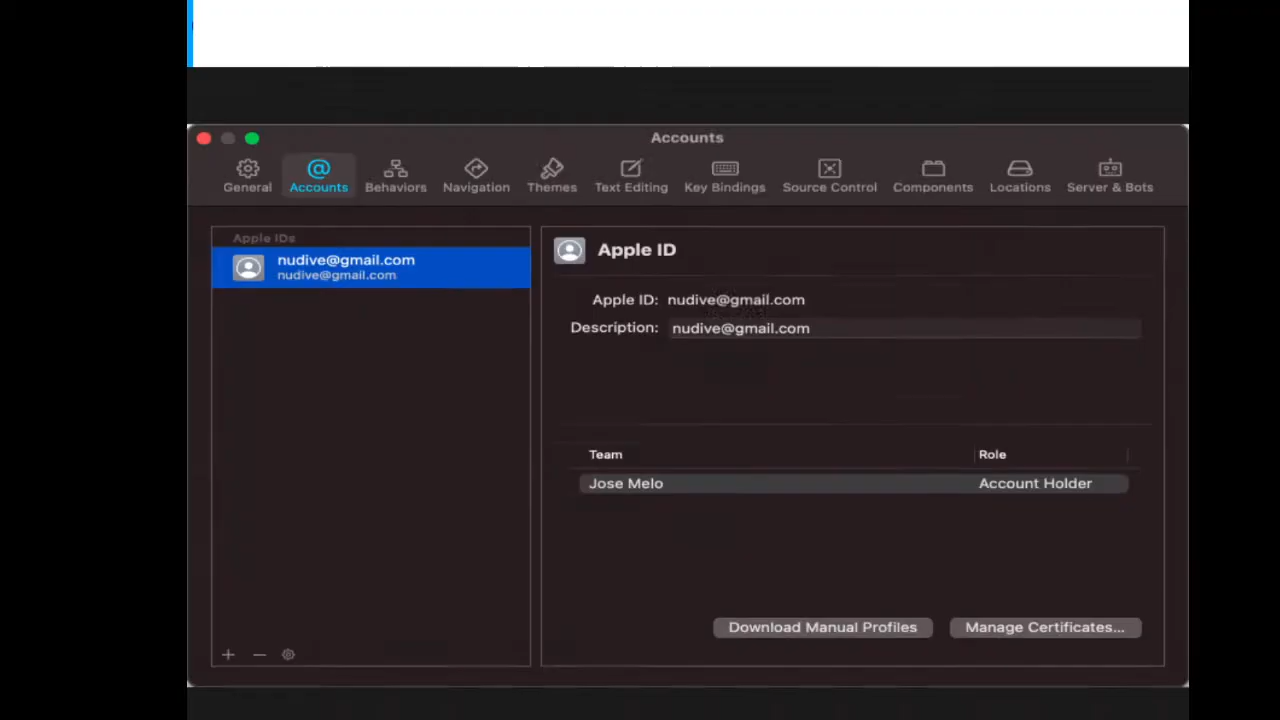 Accounts
General Accounts Behaviors Navigation Themes Text Editing Key Bindings Source Control Components Locations Server & Bots
Apple IDs
nudive@gmail.com
nudive@gmail.com
Apple ID
Apple ID: nudive@gmail.com
Description: nudive@gmail.com
Team Role
Jose Melo Account Holder
Download Manual Profiles Manage Certificates...